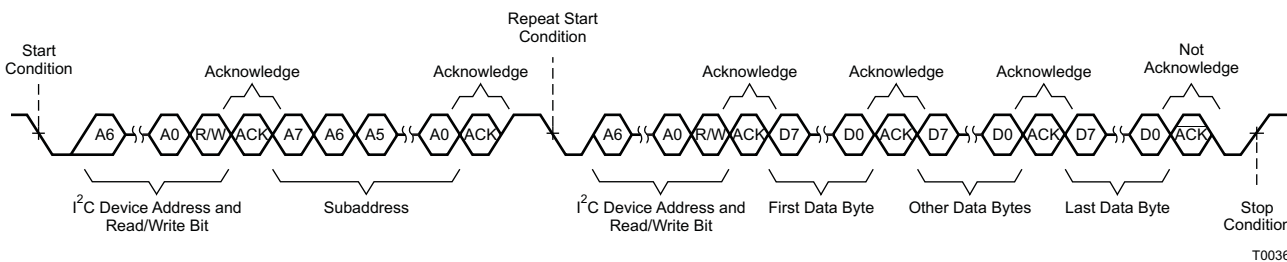 Repeat Start
Condition
Start
Condition
Not
Acknowledge
Acknowledge
Acknowledge
Acknowledge
Acknowledge
Acknowledge
A6 A0 R/W ACK A7 A6 A5 A0 ACK A6 A0 R/W ACK D7 D0 ACK D7 D0 ACK D7 D0 ACK
I²C Device Address and
Read/Write Bit
Subaddress
I²C Device Address and
Read/Write Bit
First Data Byte
Other Data Bytes
Last Data Byte
Stop
Condition
T0036